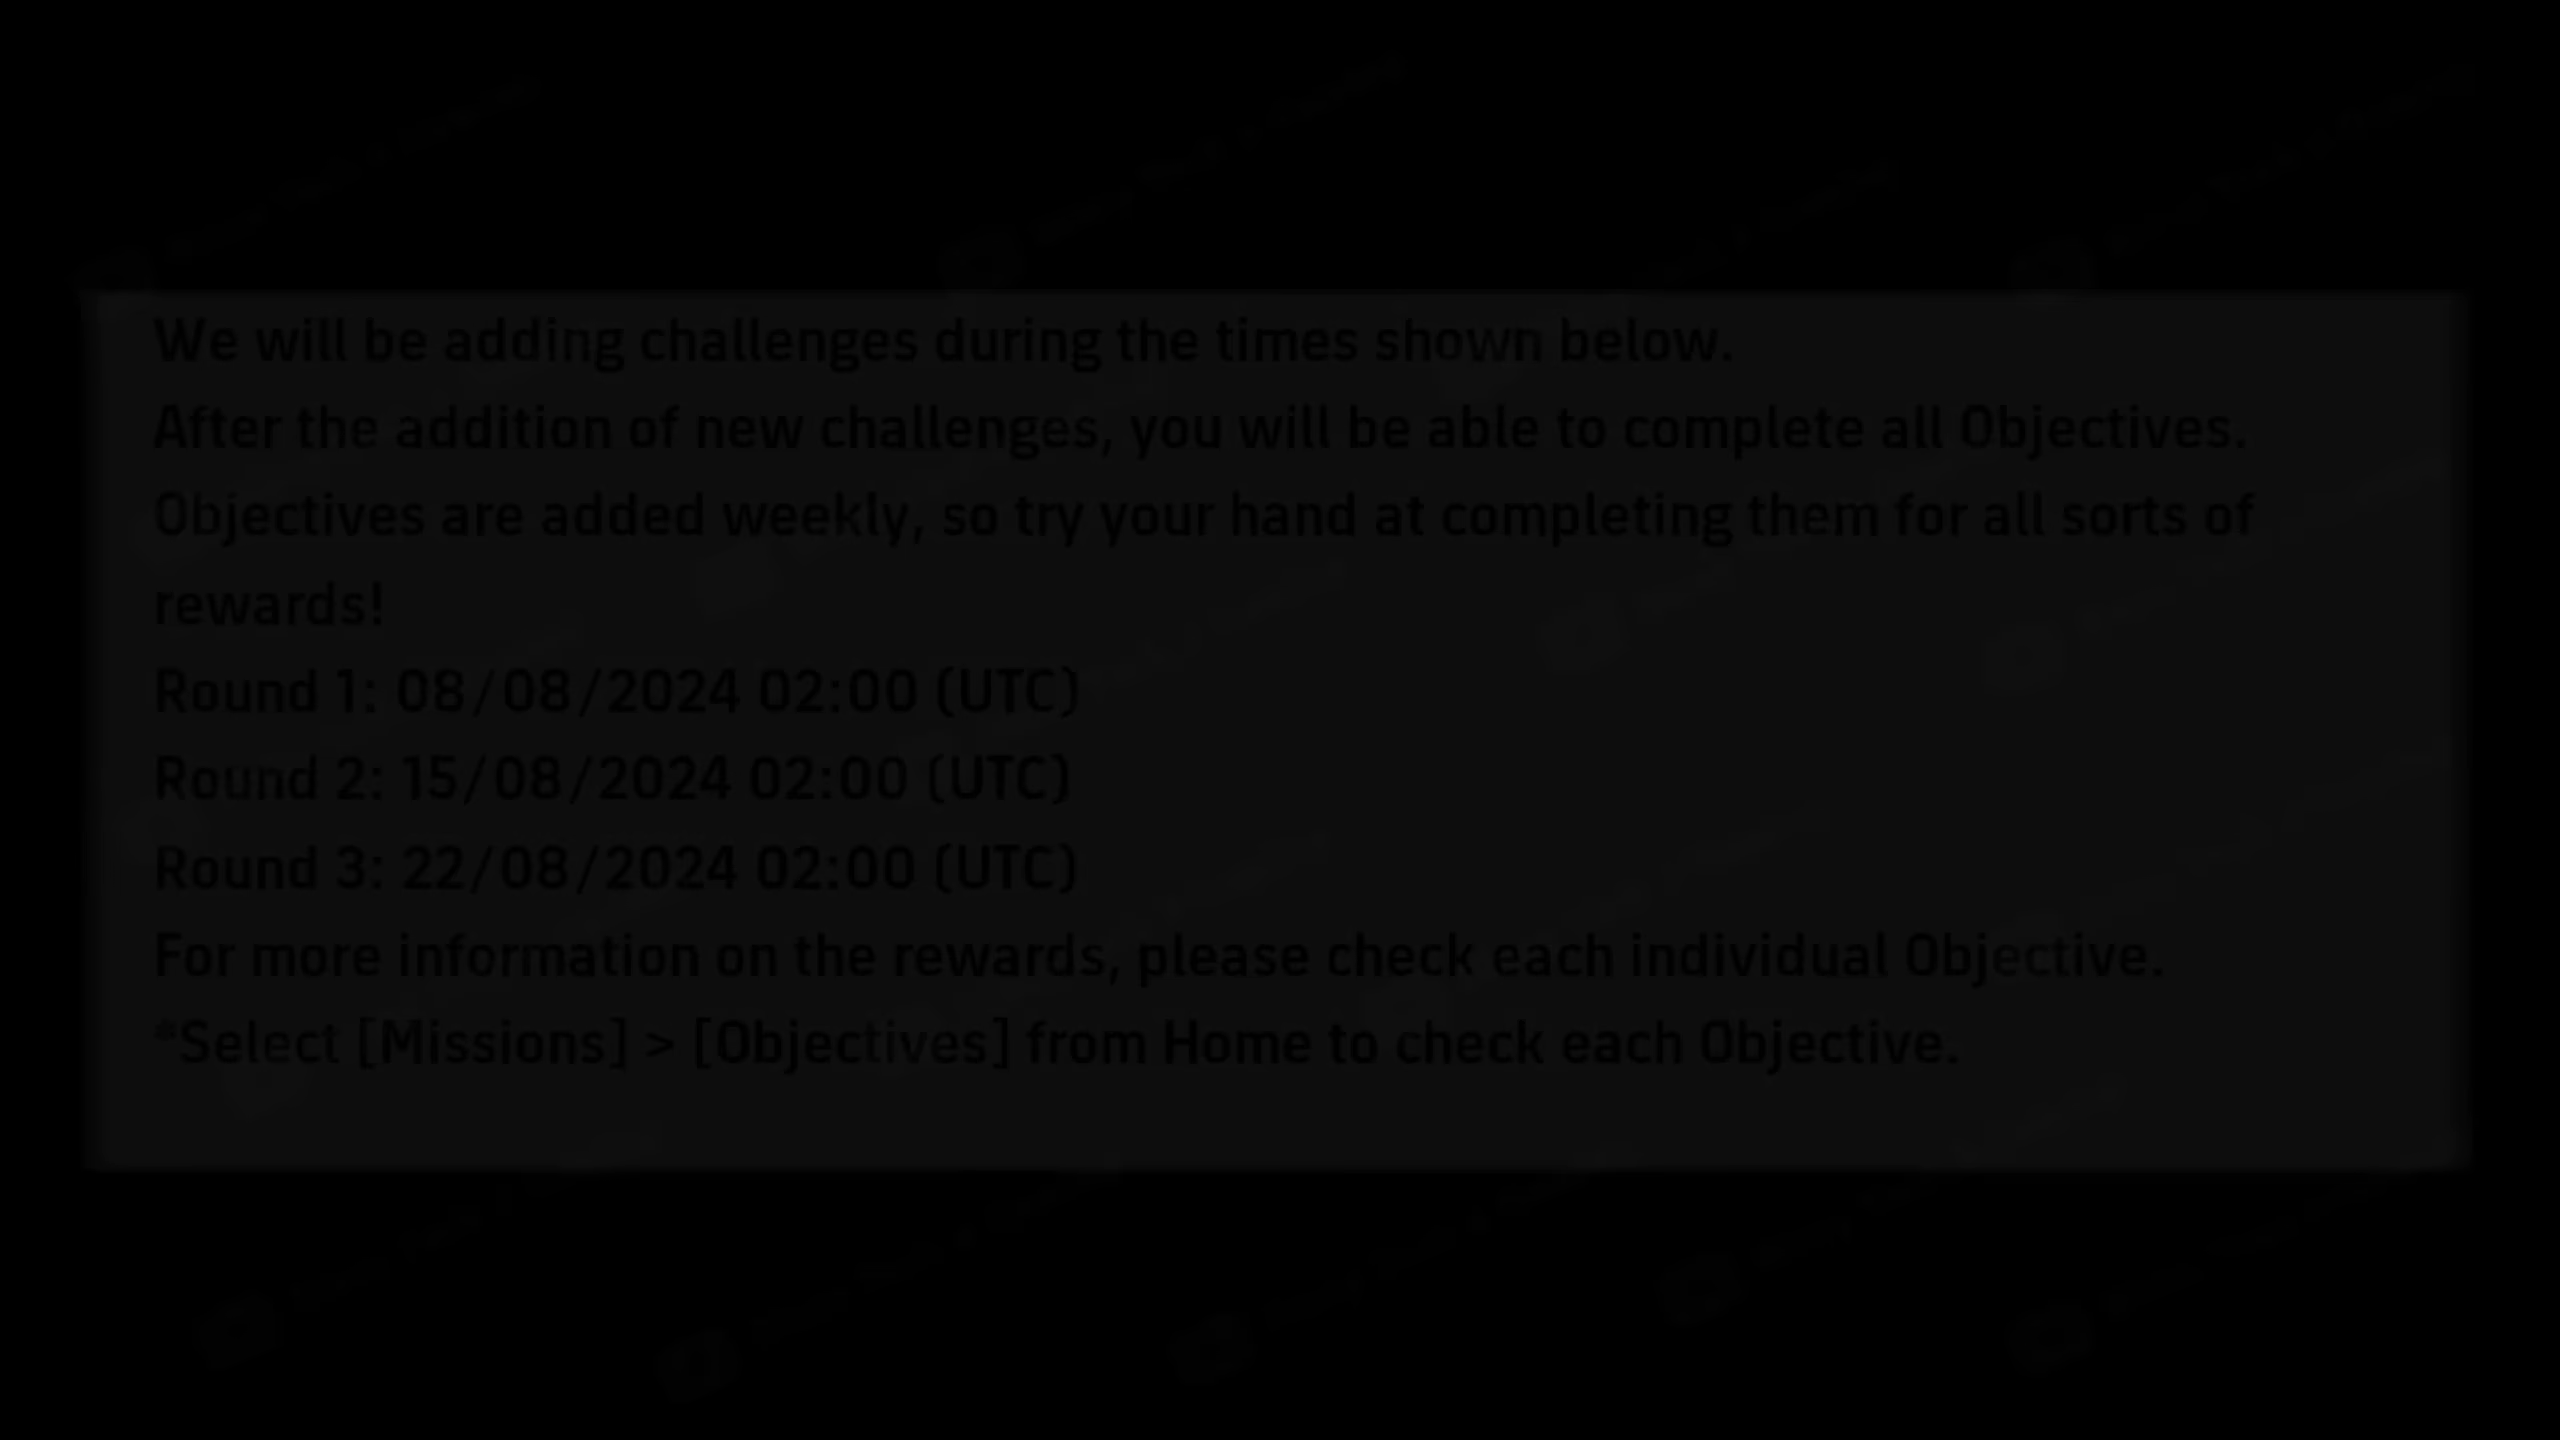 We will be adding challenges during the times shown below.
After the addition of new challenges, you will be able to complete all Objectives.
Objectives are added weekly, so try your hand at completing them for all sorts of
rewards!
Round 1: 08/08/2024 02:00 (UTC)
Round 2: 15/08/2024 02:00 (UTC)
Round 3: 22/08/2024 02:00 (UTC)
For more information on the rewards, please check each individual Objective.
*Select [Missions] > [Objectives] from Home to check each Objective.